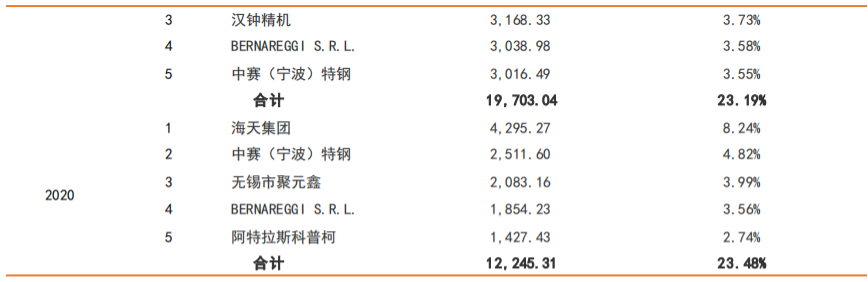 3 汉钟精机 3,168.33 3.73%
4 BERNAREGGI S.R.L. 3,038.98 3.58%
5 中赛（宁波）特钢 3,016.49 3.55%
合计 19,703.04 23.19%
1 海天集团 4,295.27 8.24%
2 中赛（宁波）特钢 2,511.60 4.82%
2020 3 无锡市聚元鑫 2,083.16 3.99%
4 BERNAREGGI S.R.L. 1,854.23 3.56%
5 阿特拉斯科普柯 1,427.43 2.74%
合计 12,245.31 23.48%